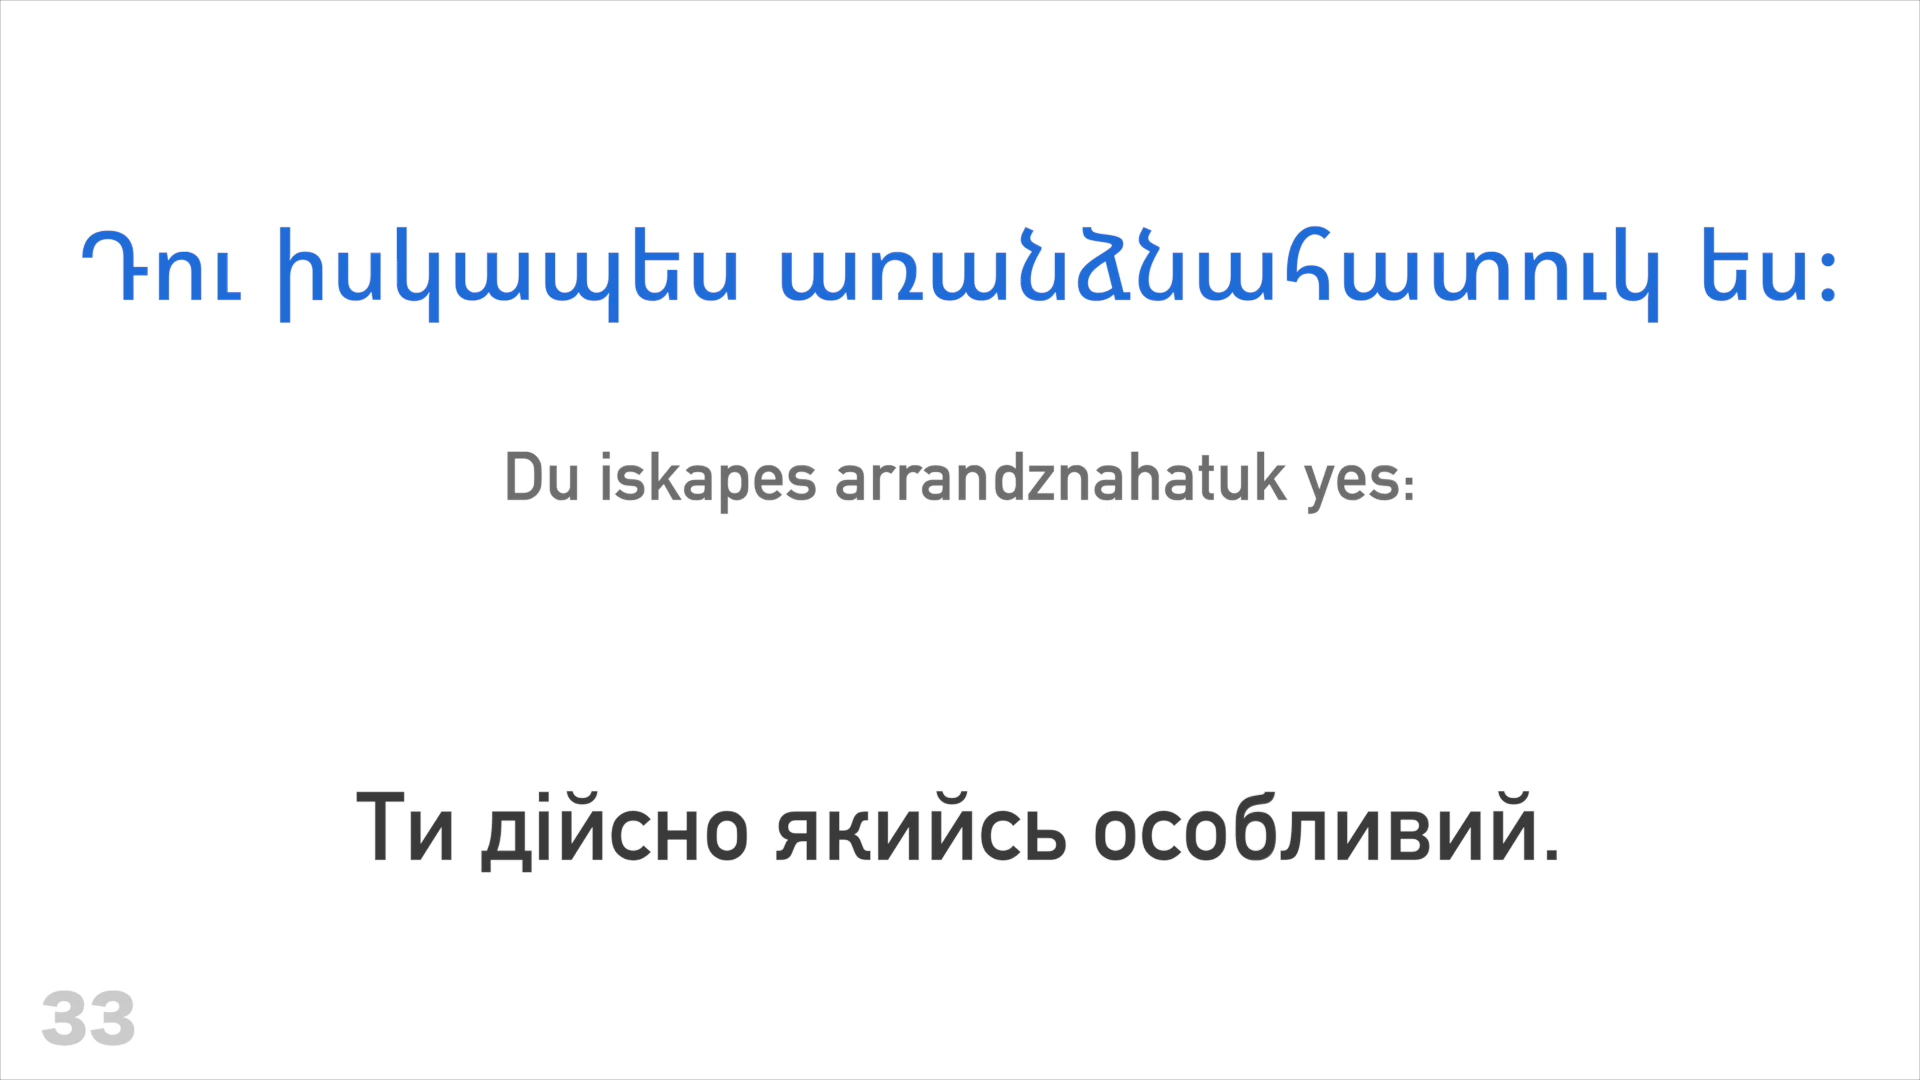 Դու իսկապես առանձնահատուկ ես:
Du iskapes arrandznahatuk yes:
Ти дійсно якийсь особливий.
33